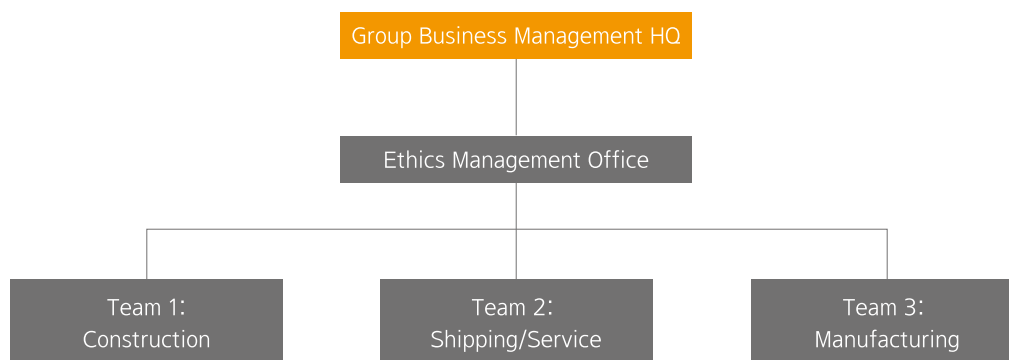 Group Business Management HQ
Ethics Management Office
Team 1:
Construction
Team 2:
Shipping/Service
Team 3:
Manufacturing